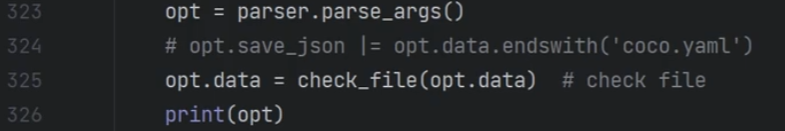 323 opt = parser.parse_args()
324 # opt.save_json |= opt.data.endswith('coco.yaml')
325 opt.data = check_file(opt.data)  # check file
326 print(opt)